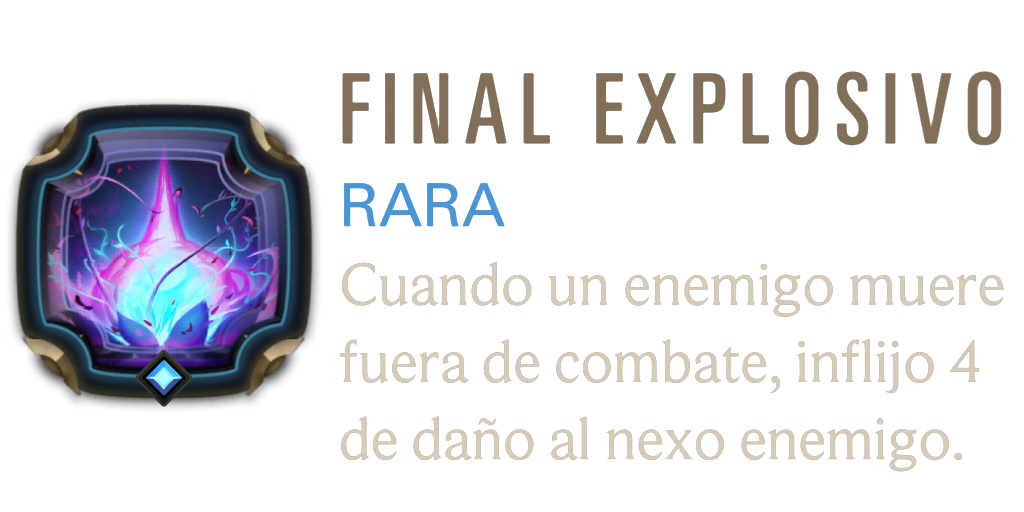 FINAL EXPLOSIVO
RARA
Cuando un enemigo muere
fuera de combate, inflijo 4
de daño al nexo enemigo.